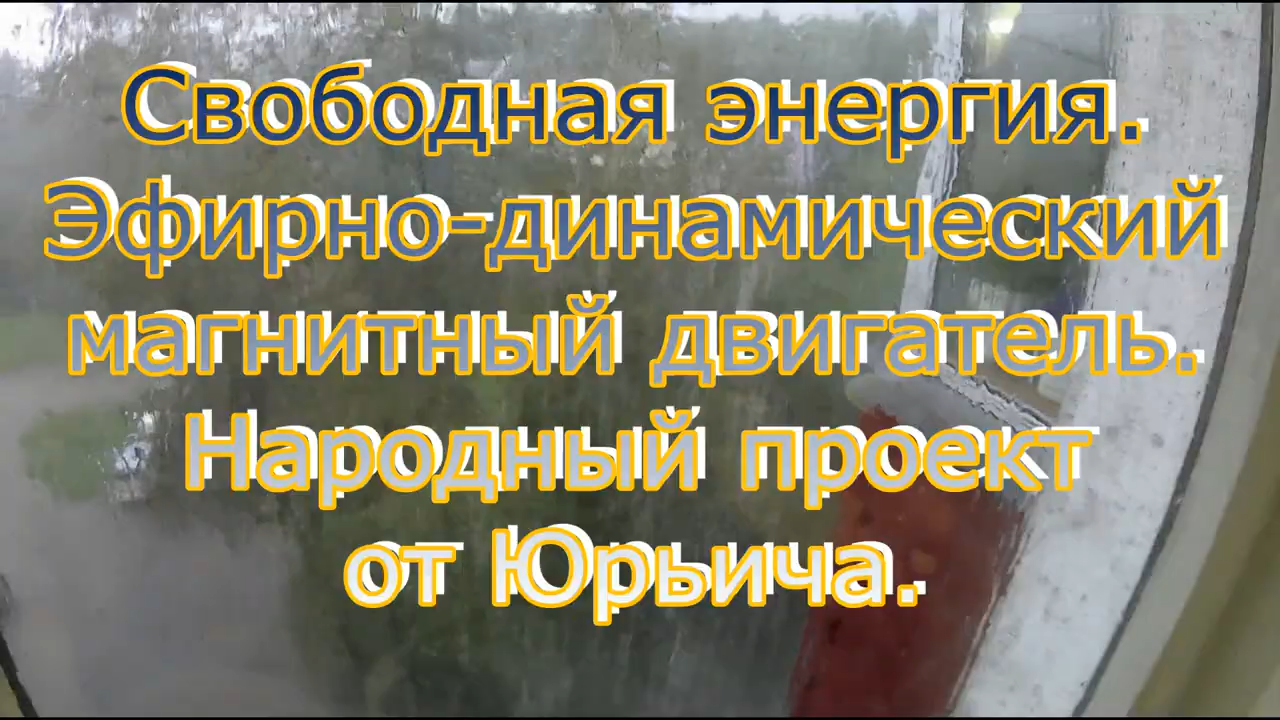 Свободная энергия.
Эфирно-динамический
магнитный двигатель.
Народный проект
от Юрьича.